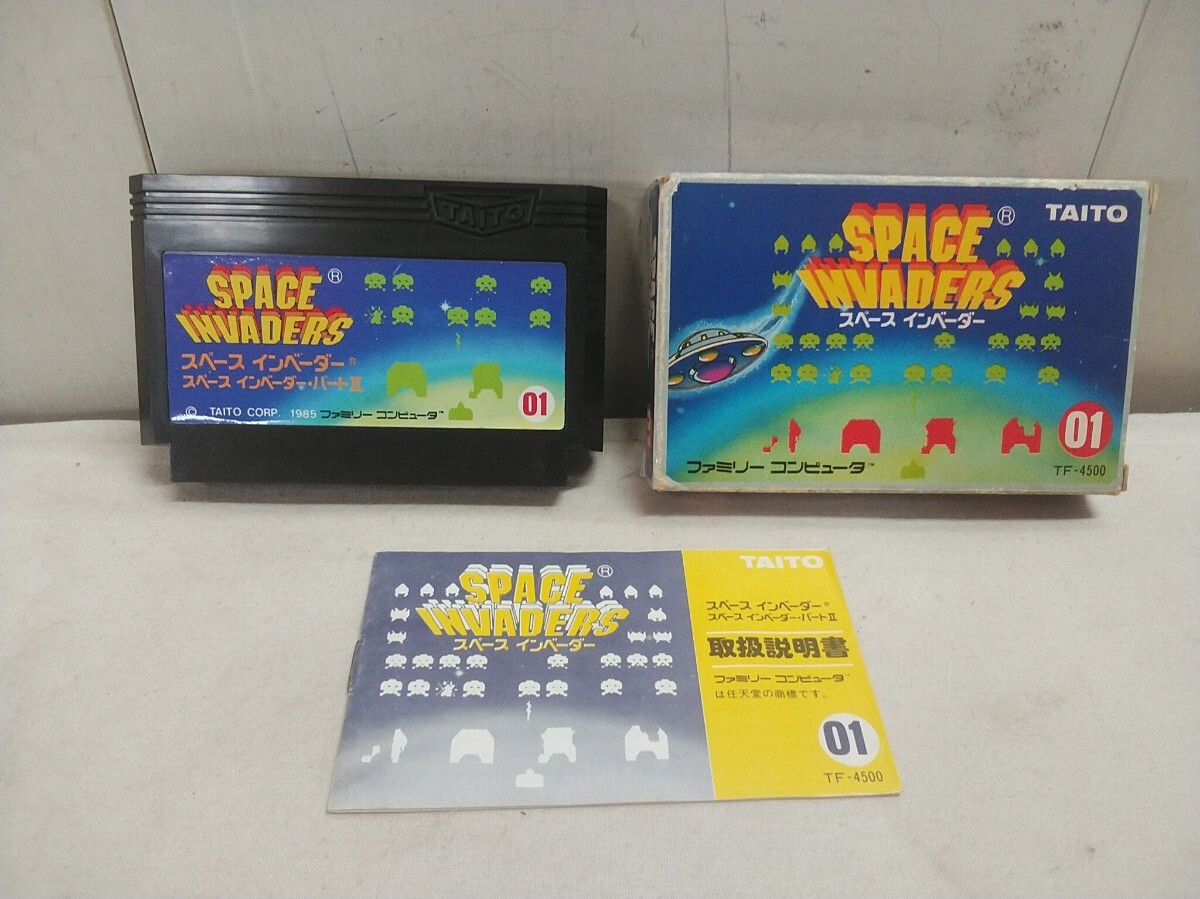 TAITO
SPACE ®
INVADERS
スペース インベーダー®
スペース インベーダー・パートⅡ
© TAITO CORP. 1985 ファミリー コンピュータ™
01
SPACE ® TAITO
INVADERS
スペース インベーダー
01
ファミリー コンピュータ™
TF-4500
SPACE ®
INVADERS
スペース インベーダー
TAITO
スペース インベーダー®
スペース インベーダー・パートⅡ
取扱説明書
ファミリー コンピュータ™
は任天堂の商標です。
01
TF-4500